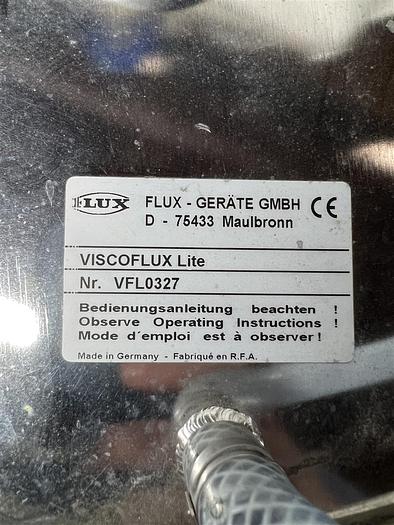 FLUX FLUX - GERÄTE GMBH CE
D - 75433 Maulbronn
VISCOFLUX Lite
Nr. VFL0327
Bedienungsanleitung beachten !
Observe Operating Instructions !
Mode d´emploi est à observer!
Made in Germany - Fabriqué en R.F.A.